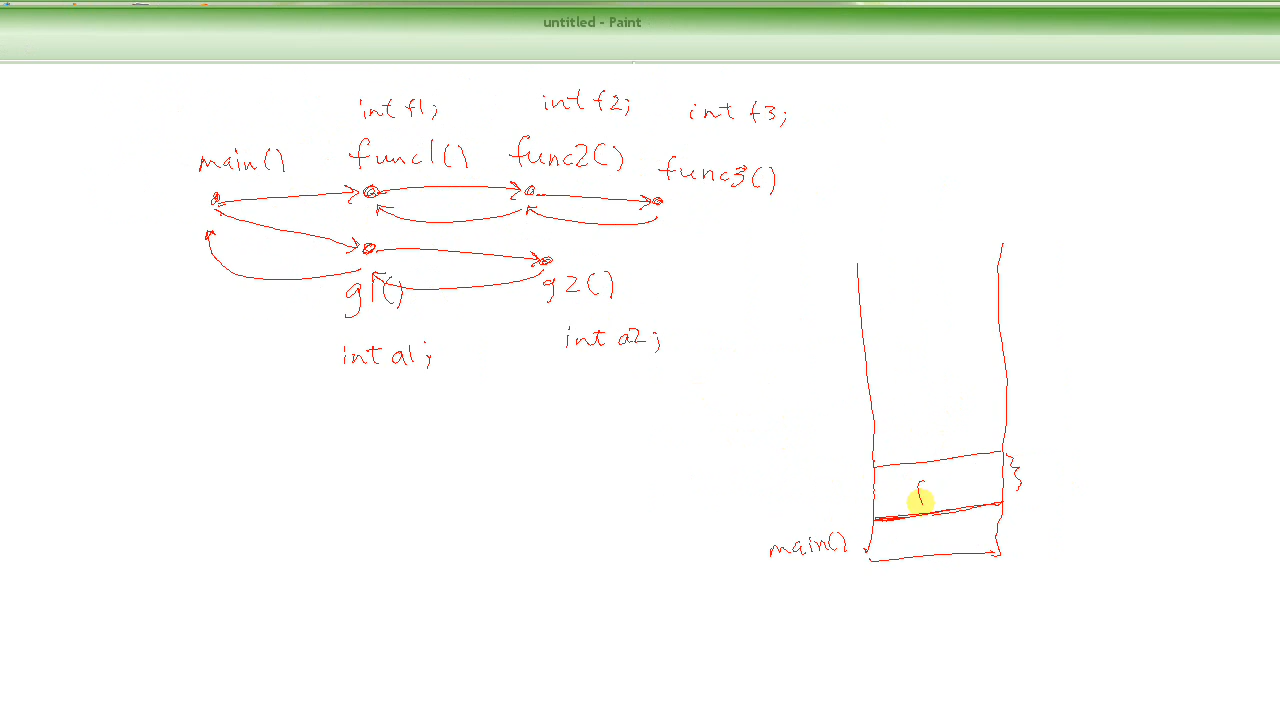 untitled - Paint
int f1;
int f2;
int f3;
main()
func1()
func2()
func3()
g1()
g2()
int a1;
int a2;
f
main()